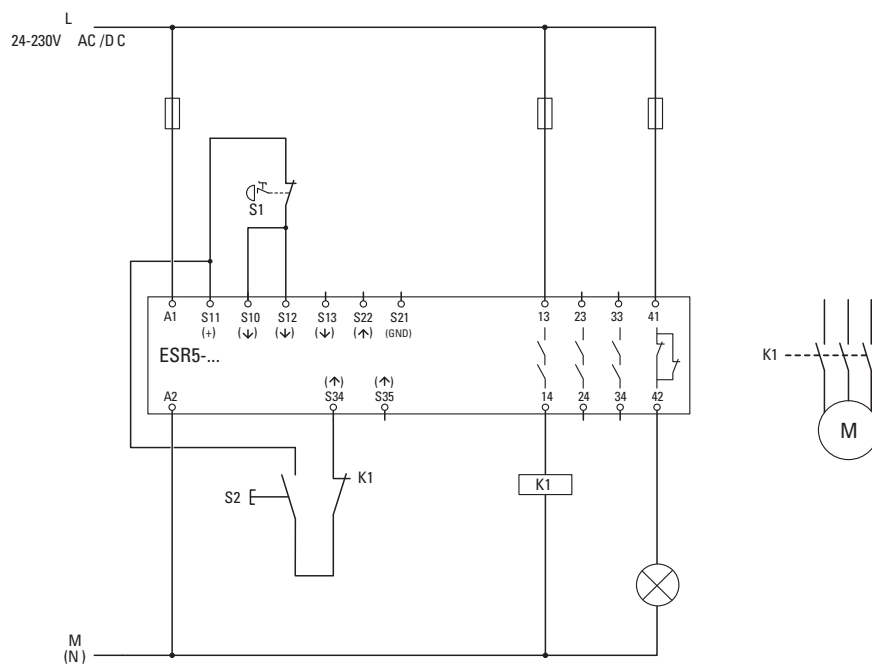 L
24-230V AC /D C
S1
A1 S11 S10 S12 S13 S22 S21 13 23 33 41
(+) (↓) (↓) (↓) (↑) (GND)
ESR5-...
K1
(↑) (↑)
A2 S34 S35 14 24 34 42
M
K1
S2 K1
M
(N)